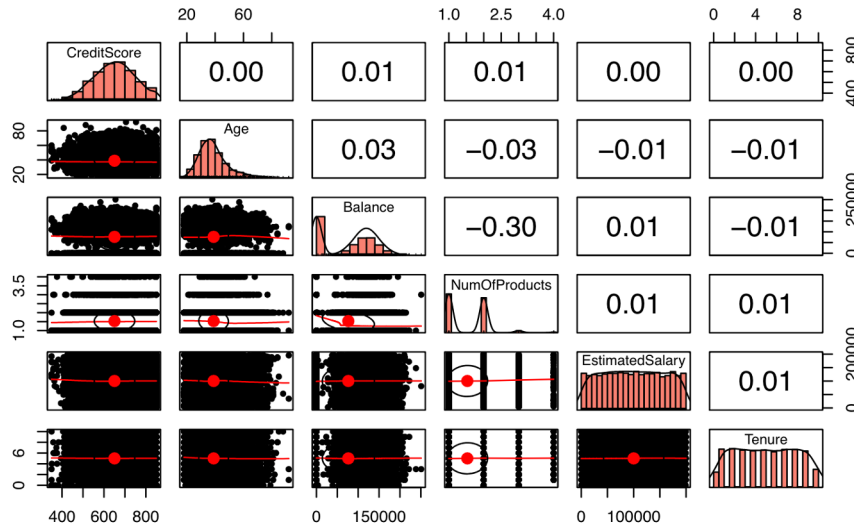 20 60 1.0 2.5 4.0 0 4 8
CreditScore 0.00 0.01 0.01 0.00 0.00 400 800
20 80 Age 0.03 −0.03 −0.01 −0.01
Balance −0.30 0.01 −0.01 0 250000
1.0 3.5 NumOfProducts 0.01 0.01
EstimatedSalary 0.01 0 200000
0 6 Tenure
400 600 800 0 150000 0 100000